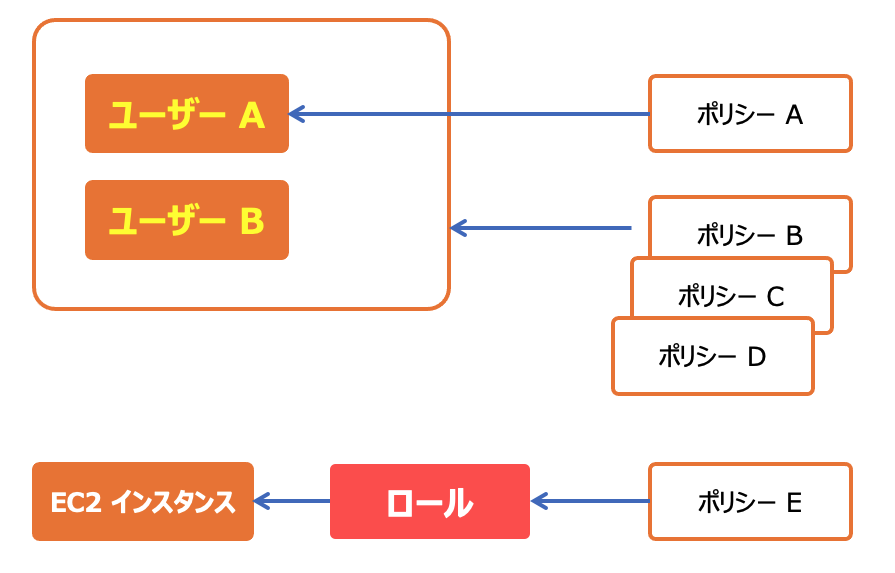 ユーザー A
ポリシー A
ユーザー B
ポリシー B
ポリシー C
ポリシー D
EC2 インスタンス
ロール
ポリシー E